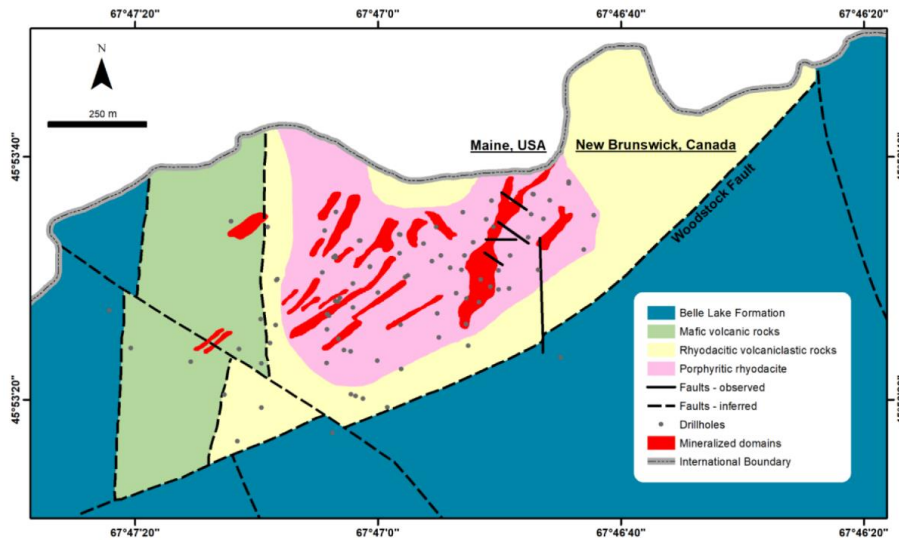 67°47'20" 67°47'0" 67°46'40" 67°46'20"
N
250 m
45°53'40"
45°53'20"
Maine, USA
New Brunswick, Canada
Woodstock Fault
Belle Lake Formation
Mafic volcanic rocks
Rhyodacitic volcaniclastic rocks
Porphyritic rhyodacite
Faults - observed
Faults - inferred
Drillholes
Mineralized domains
International Boundary
67°47'20" 67°47'0" 67°46'40" 67°46'20"